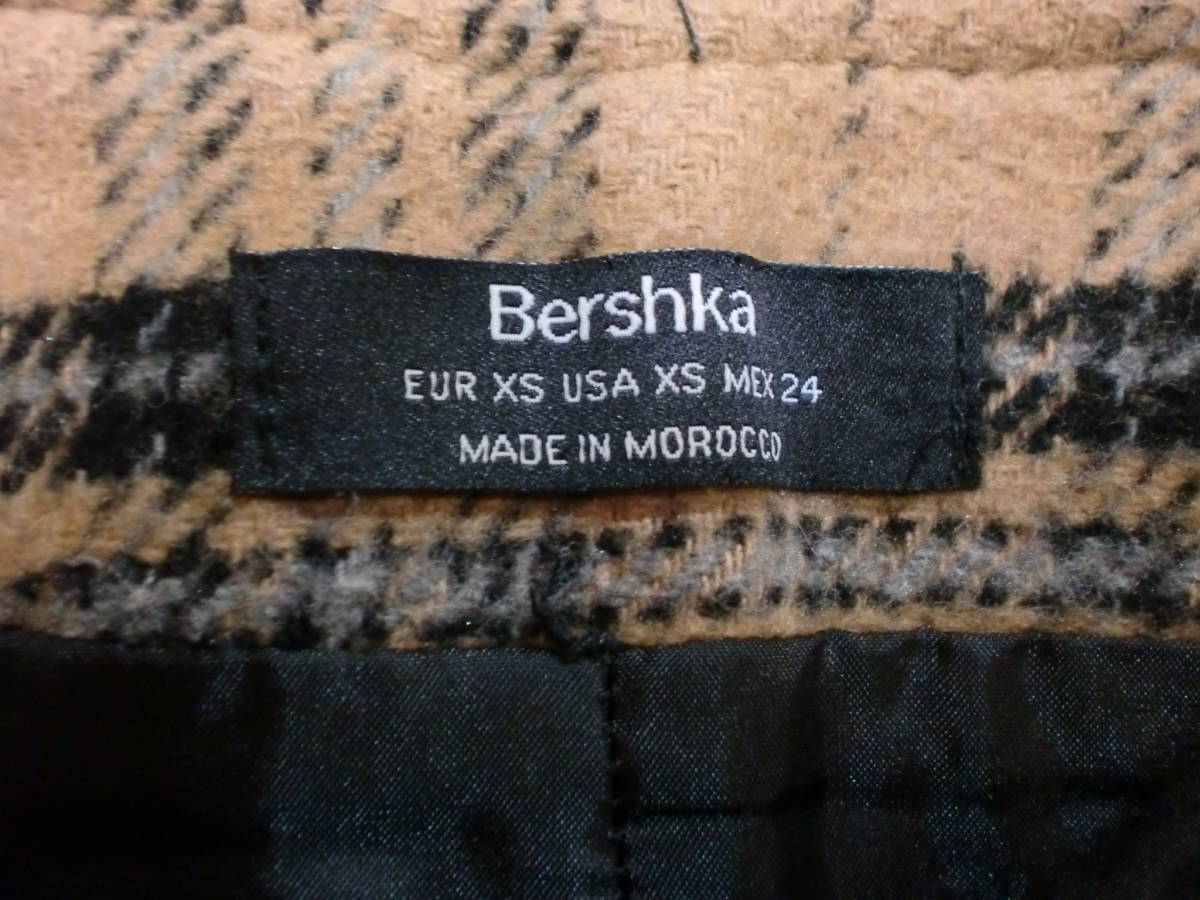 Bershka
EUR XS USA XS MEX 24
MADE IN MOROCCO